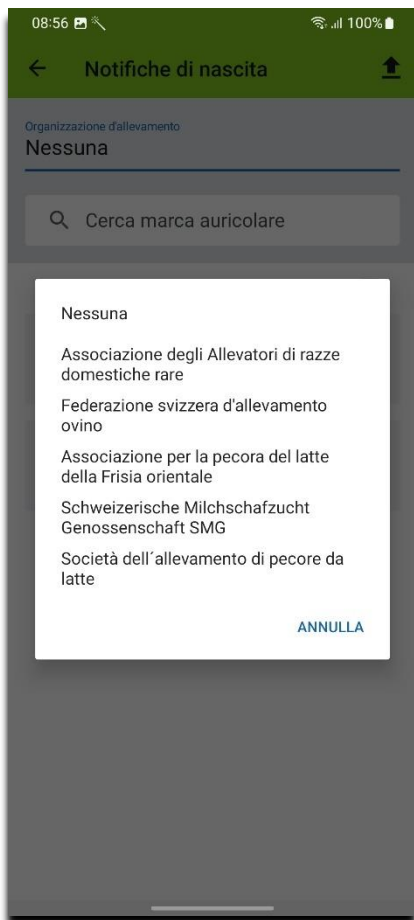 08:56 100%
Notifiche di nascita
Organizzazione d'allevamento
Nessuna
Cerca marca auricolare
Nessuna
Associazione degli Allevatori di razze
domestiche rare
Federazione svizzera d'allevamento
ovino
Associazione per la pecora del latte
della Frisia orientale
Schweizerische Milchschafzucht
Genossenschaft SMG
Società dell´allevamento di pecore da
latte
ANNULLA